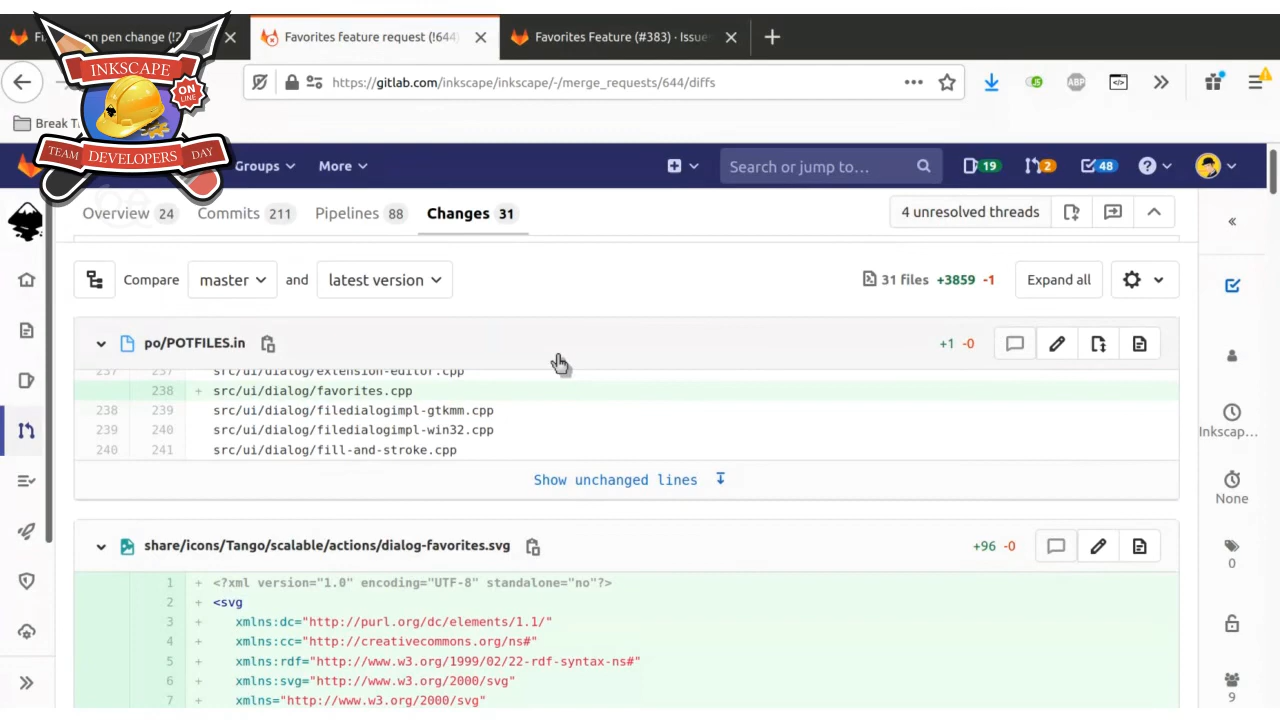 on pen change (!2
Favorites feature request (!644
Favorites Feature (#383) · Issue
INKSCAPE
ON LINE
TEAM DEVELOPERS DAY
https://gitlab.com/inkscape/inkscape/-/merge_requests/644/diffs
JS
ABP
Break T
Groups
More
Search or jump to...
19
2
48
Overview 24
Commits 211
Pipelines 88
Changes 31
4 unresolved threads
Compare master and latest version
31 files +3859 -1
Expand all
po/POTFILES.in
+1 -0
237 237 src/ui/dialog/extension-editor.cpp
238 + src/ui/dialog/favorites.cpp
238 239 src/ui/dialog/filedialogimpl-gtkmm.cpp
239 240 src/ui/dialog/filedialogimpl-win32.cpp
240 241 src/ui/dialog/fill-and-stroke.cpp
Show unchanged lines
share/icons/Tango/scalable/actions/dialog-favorites.svg
+96 -0
1 + <?xml version="1.0" encoding="UTF-8" standalone="no"?>
2 + <svg
3 + xmlns:dc="http://purl.org/dc/elements/1.1/"
4 + xmlns:cc="http://creativecommons.org/ns#"
5 + xmlns:rdf="http://www.w3.org/1999/02/22-rdf-syntax-ns#"
6 + xmlns:svg="http://www.w3.org/2000/svg"
7 + xmlns="http://www.w3.org/2000/svg"
Inkscap...
None
0
9